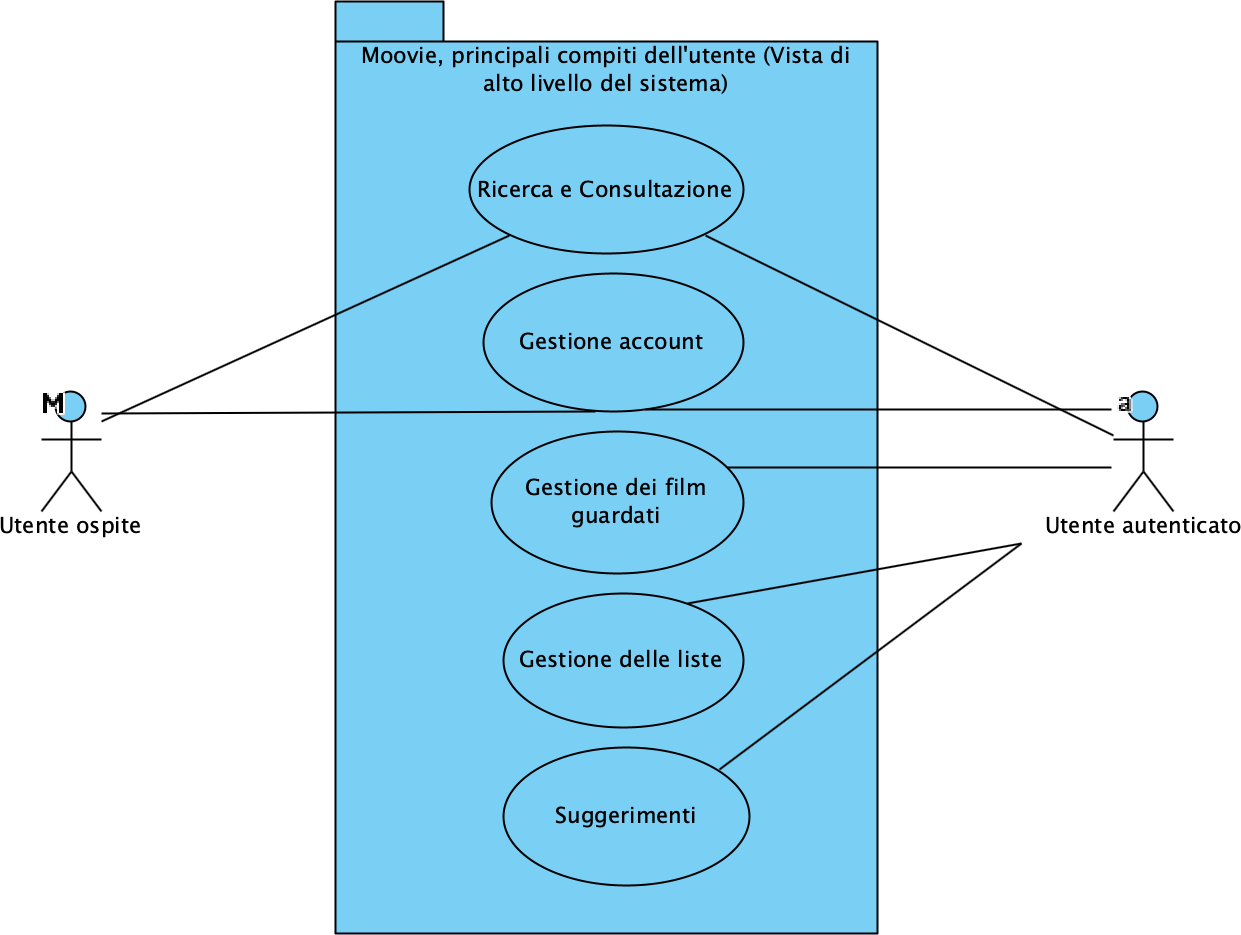 Moovie, principali compiti dell'utente (Vista di
alto livello del sistema)
Ricerca e Consultazione
Gestione account
M
a
Gestione dei film
guardati
Utente ospite
Utente autenticato
Gestione delle liste
Suggerimenti